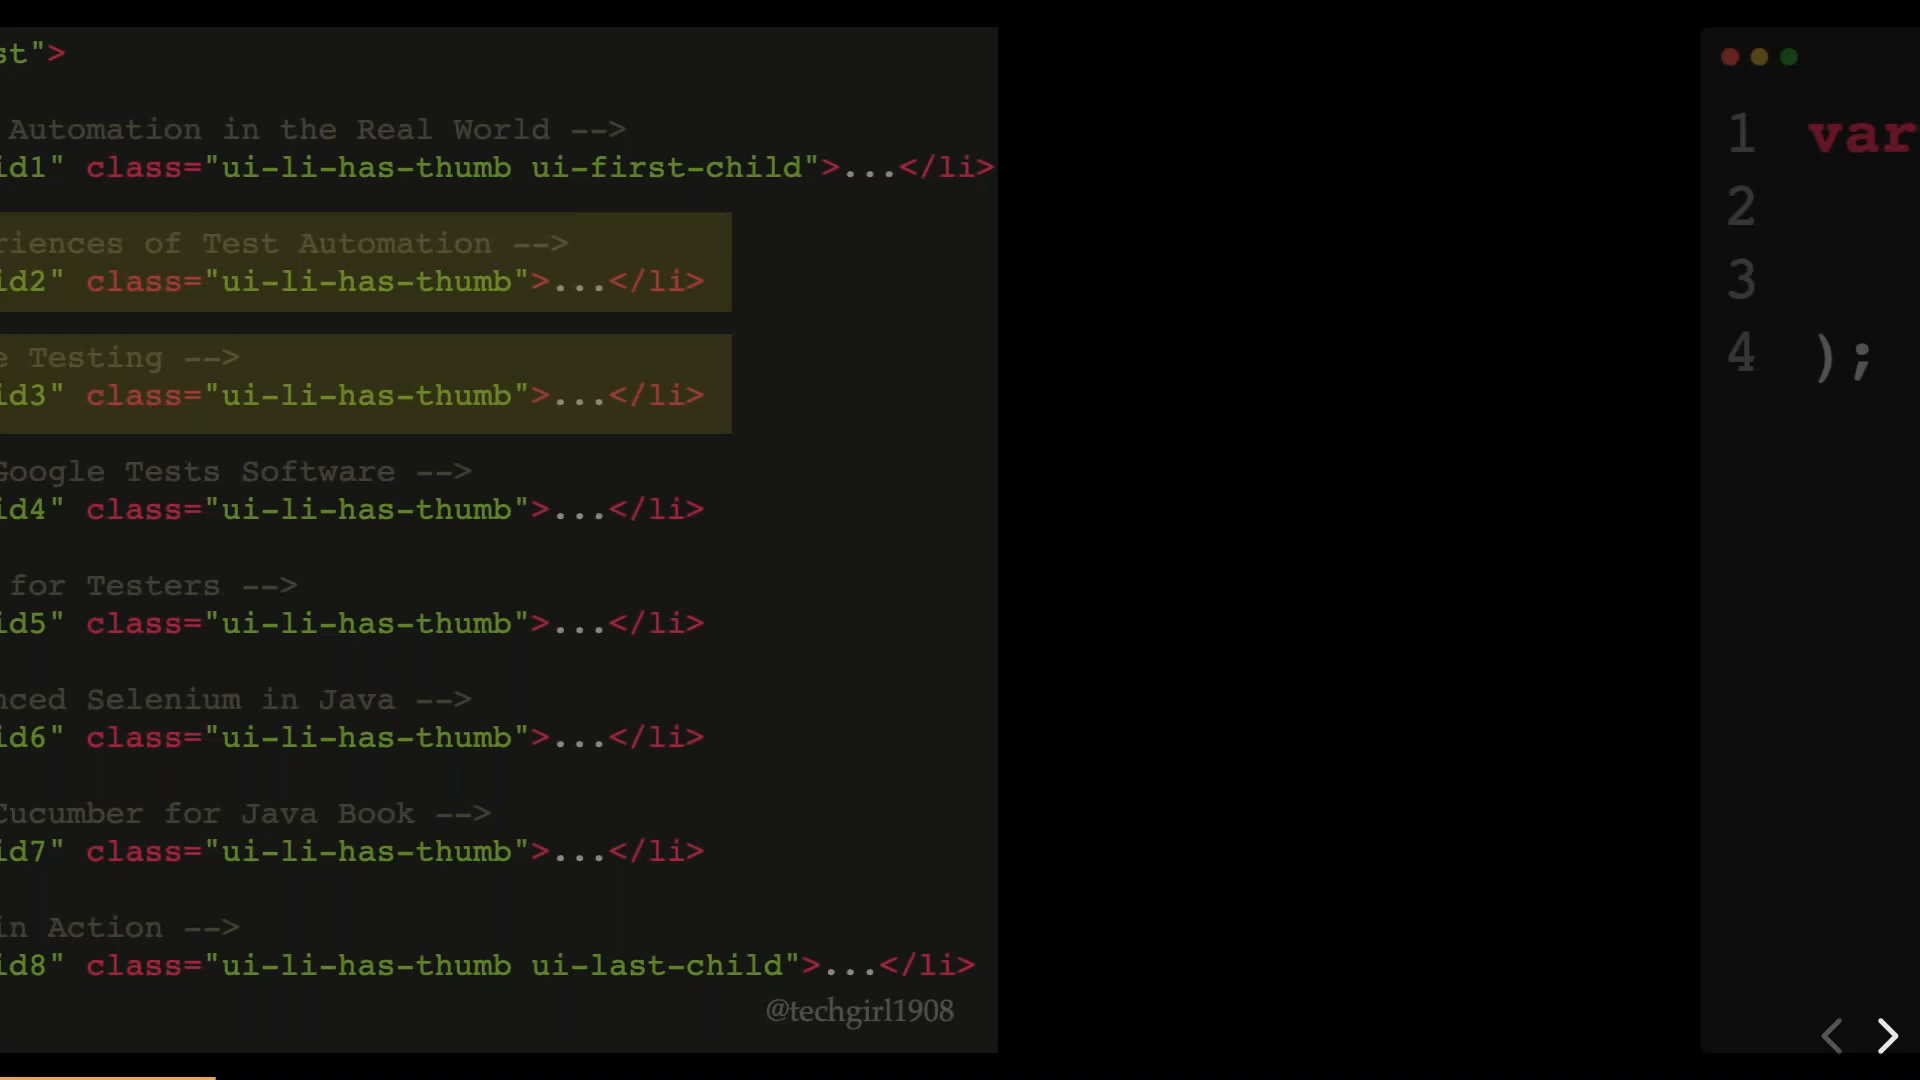 st">
Automation in the Real World -->
id1" class="ui-li-has-thumb ui-first-child">...</li>
riences of Test Automation -->
id2" class="ui-li-has-thumb">...</li>
e Testing -->
id3" class="ui-li-has-thumb">...</li>
Google Tests Software -->
id4" class="ui-li-has-thumb">...</li>
for Testers -->
id5" class="ui-li-has-thumb">...</li>
nced Selenium in Java -->
id6" class="ui-li-has-thumb">...</li>
Cucumber for Java Book -->
id7" class="ui-li-has-thumb">...</li>
in Action -->
id8" class="ui-li-has-thumb ui-last-child">...</li>
@techgirl1908
1 var
2
3
4 );